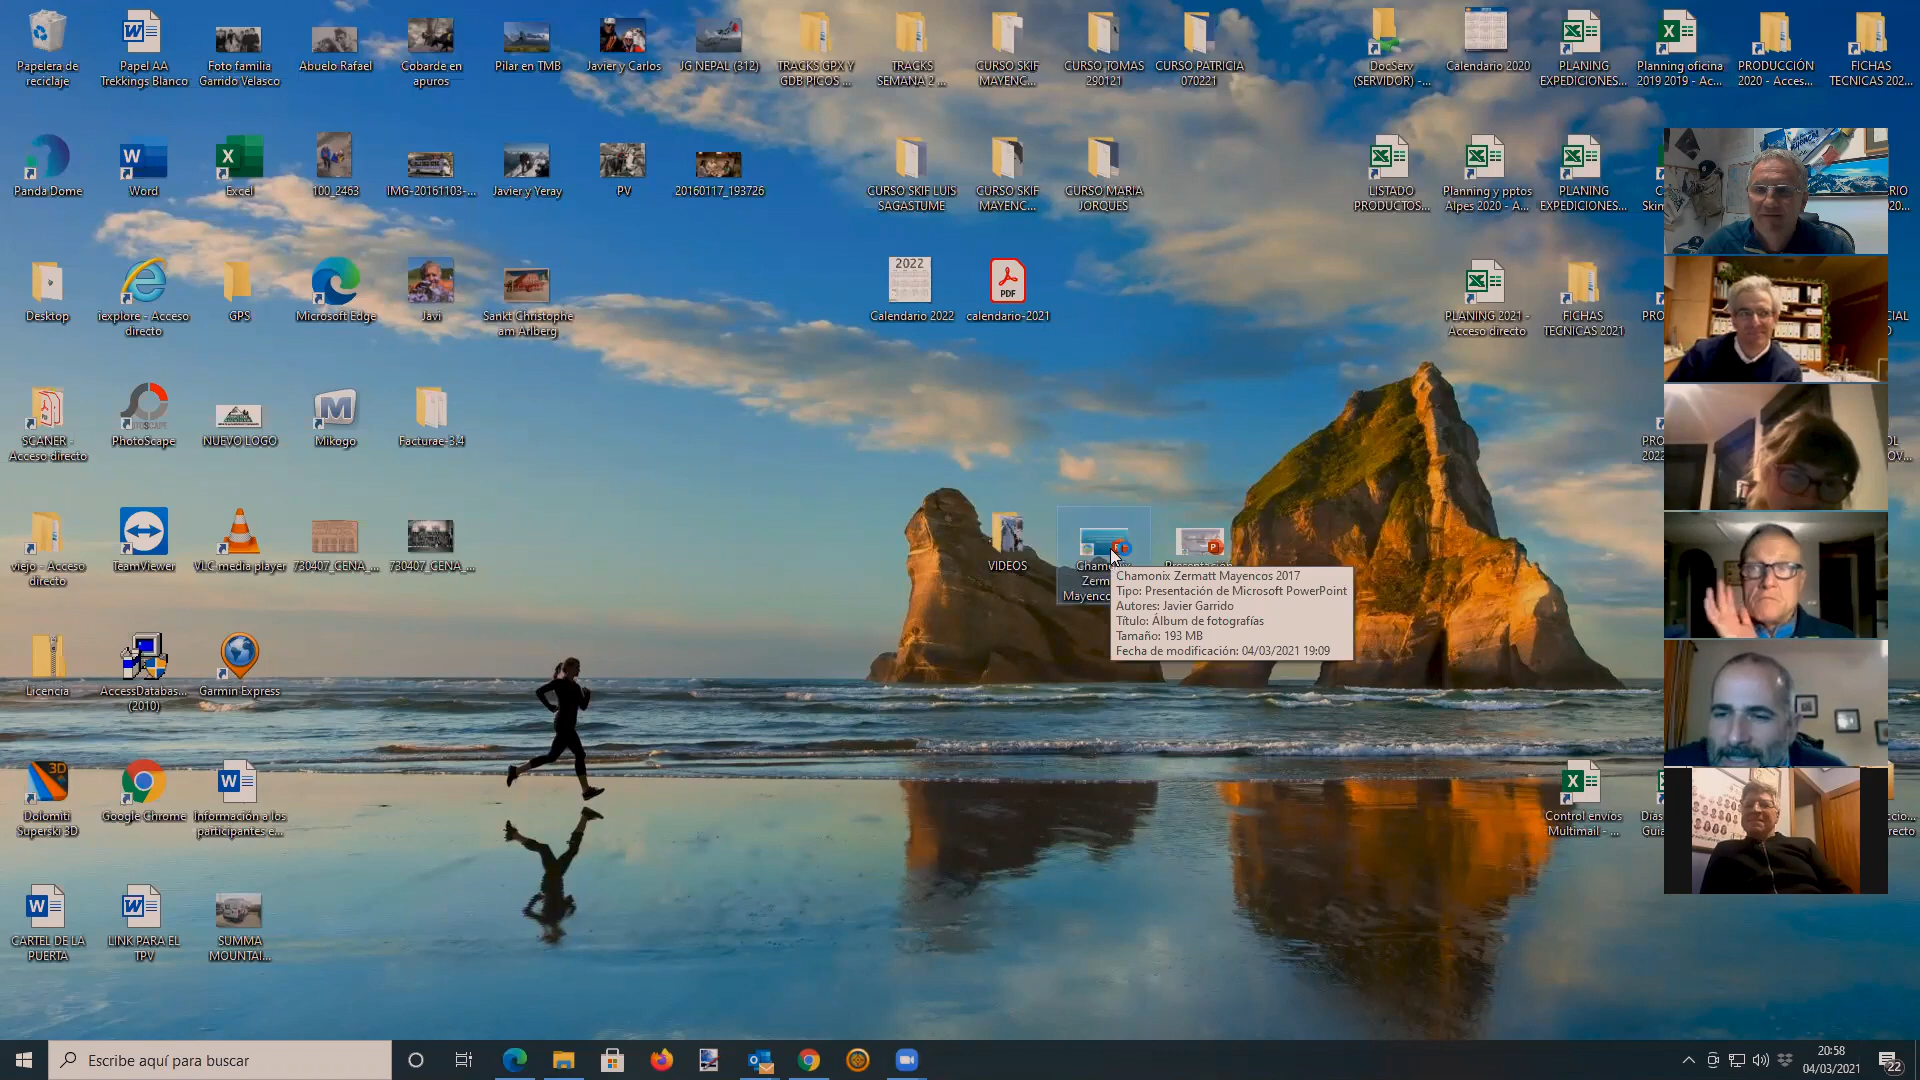 Papelera de
reciclaje
Papel AA
Trekkings Blanco
Foto familia
Garrido Velasco
Abuelo Rafael
Cobarde en
apuros
Pilar en TMB
Javier y Carlos
JG NEPAL (312)
TRACKS GPX Y
GDB PICOS ...
TRACKS
SEMANA 2 ...
CURSO SKIF
MAYENC...
CURSO TOMAS
290121
CURSO PATRICIA
070221
DocServ
(SERVIDOR) -...
Calendario 2020
PLANING
EXPEDICIONES...
Planning oficina
2019 2019 - Ac...
PRODUCCIÓN
2020 - Acces...
FICHAS
TECNICAS 202...
Panda Dome
Word
Excel
100_2463
IMG-20161103-...
Javier y Yeray
PV
20160117_193726
CURSO SKIF LUIS
SAGASTUME
CURSO SKIF
MAYENC...
CURSO MARIA
JORQUES
LISTADO
PRODUCTOS...
Planning y pptos
Alpes 2020 - A...
PLANING
EXPEDICIONES...
Desktop
iexplore - Acceso
directo
GPS
Microsoft Edge
Javi
Sankt Christophe
am Arlberg
2022
Calendario 2022
PDF
calendario-2021
PLANING 2021 -
Acceso directo
FICHAS
TECNICAS 2021
SCANER -
Acceso directo
PhotoScape
NUEVO LOGO
Mikogo
Facturae-3.4
viejo - Acceso
directo
TeamViewer
VLC media player
730407_CENA_...
730407_CENA_...
VIDEOS
Chamonix Zermatt Mayencos 2017
Tipo: Presentación de Microsoft PowerPoint
Autores: Javier Garrido
Título: Álbum de fotografías
Tamaño: 193 MB
Fecha de modificación: 04/03/2021 19:09
Licencia
AccessDatabas...
(2010)
Garmin Express
3D
Dolomiti
Superski 3D
Google Chrome
Información a los
participantes e...
Control envios
Multimail - ...
CARTEL DE LA
PUERTA
LINK PARA EL
TPV
SUMMA
MOUNTAI...
Escribe aquí para buscar
20:58
04/03/2021
22